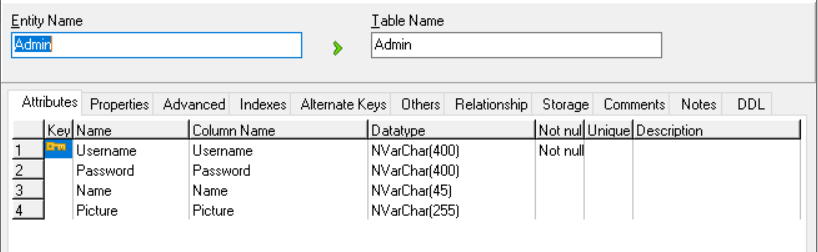 Entity Name Table Name
Admin Admin
Attributes Properties Advanced Indexes Alternate Keys Others Relationship Storage Comments Notes DDL
Key Name Column Name Datatype Not nul Unique Description
1 Username Username NVarChar(400) Not null
2 Password Password NVarChar(400)
3 Name Name NVarChar(45)
4 Picture Picture NVarChar(255)